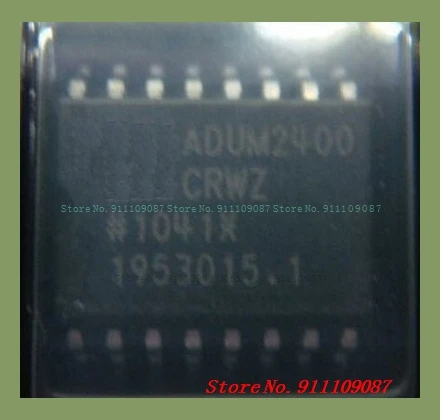 ADUM2400
CRWZ
Store No. 911109087 Store No. 911109087 Store No. 911109087
#1041X
1953015.1
Store No. 911109087